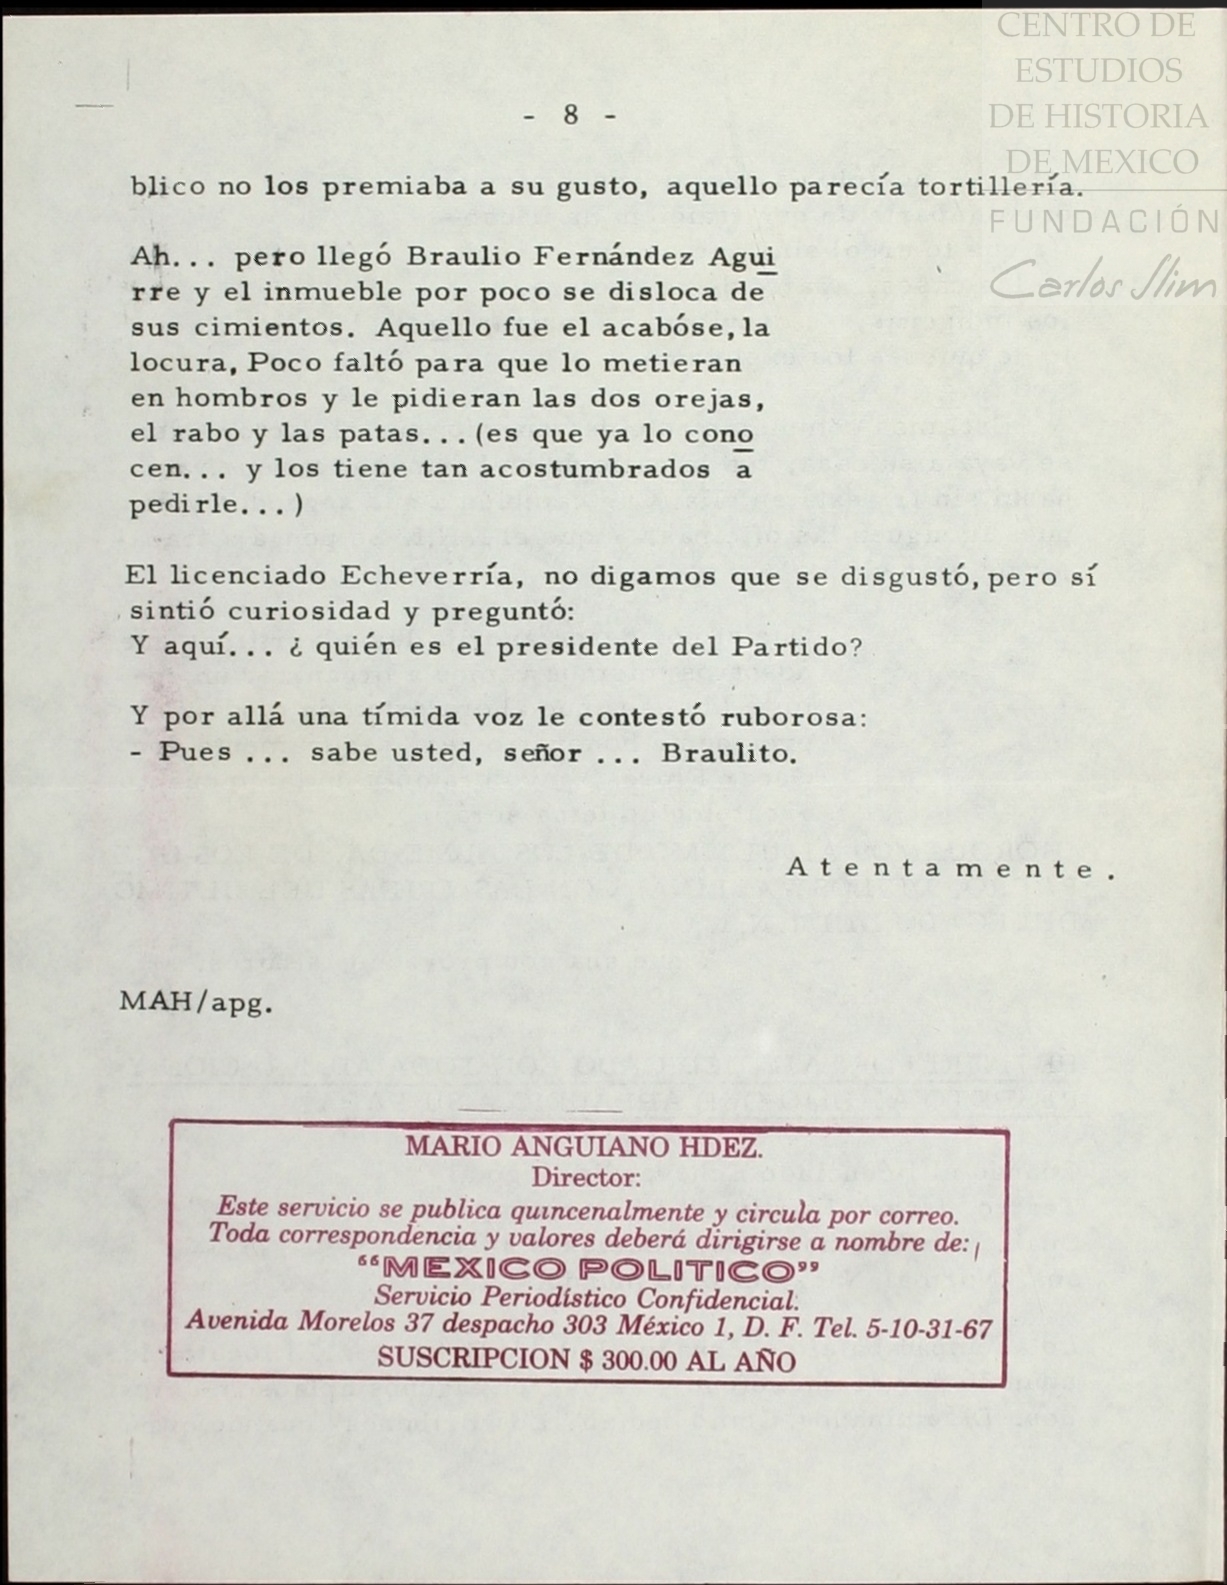 CENTRO DE
ESTUDIOS
DE HISTORIA
DE MEXICO
FUNDACIÓN
Carlos Slim
- 8 -
blico no los premiaba a su gusto, aquello parecía tortillería.
Ah... pero llegó Braulio Fernández Agui
rre y el inmueble por poco se disloca de
sus cimientos. Aquello fue el acabóse, la
locura, Poco faltó para que lo metieran
en hombros y le pidieran las dos orejas,
el rabo y las patas... (es que ya lo cono
cen... y los tiene tan acostumbrados a
pedirle...)
El licenciado Echeverría, no digamos que se disgustó, pero sí
sintió curiosidad y preguntó:
Y aquí... ¿ quién es el presidente del Partido?
Y por allá una tímida voz le contestó ruborosa:
- Pues ... sabe usted, señor ... Braulito.
A t e n t a m e n t e .
MAH/apg.
MARIO ANGUIANO HDEZ.
Director:
Este servicio se publica quincenalmente y circula por correo.
Toda correspondencia y valores deberá dirigirse a nombre de:
"MEXICO POLITICO"
Servicio Periodístico Confidencial.
Avenida Morelos 37 despacho 303 México 1, D. F. Tel. 5-10-31-67
SUSCRIPCION $ 300.00 AL AÑO